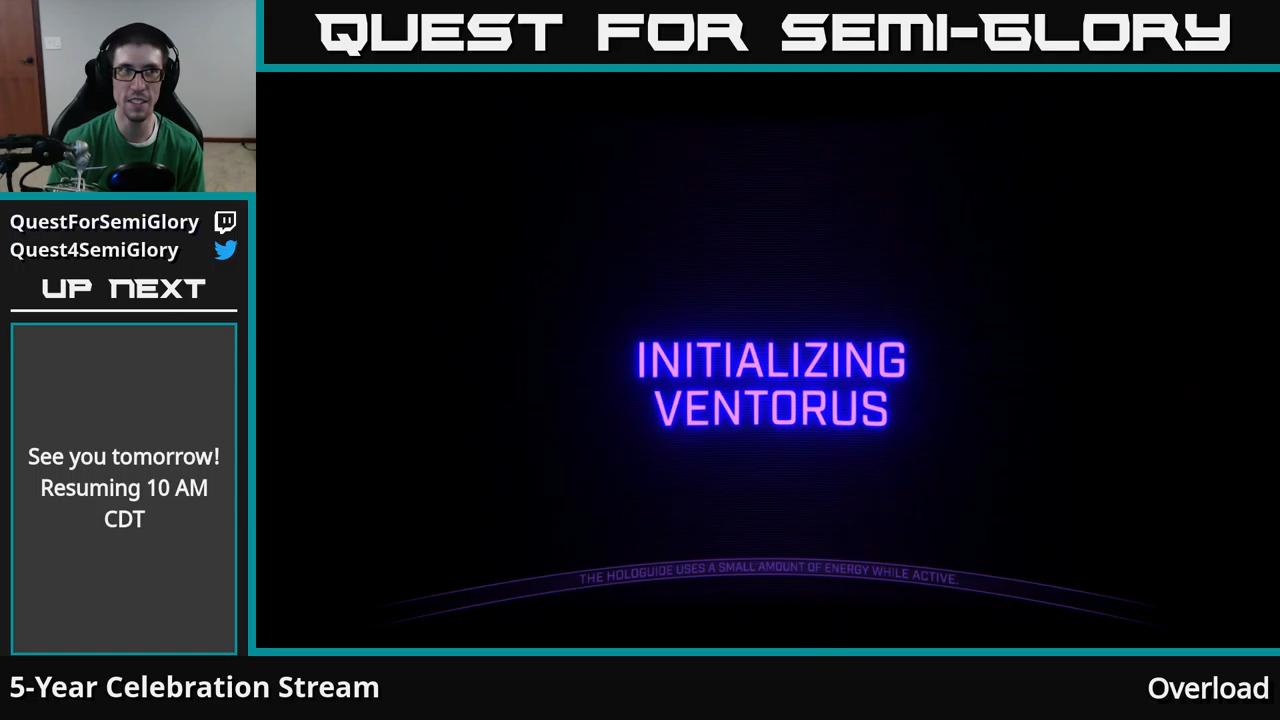 QUEST FOR SEMI-GLORY
QuestForSemiGlory
Quest4SemiGlory
UP NEXT
See you tomorrow!
Resuming 10 AM
CDT
INITIALIZING
VENTORUS
THE HOLOGUIDE USES A SMALL AMOUNT OF ENERGY WHILE ACTIVE.
5-Year Celebration Stream
Overload